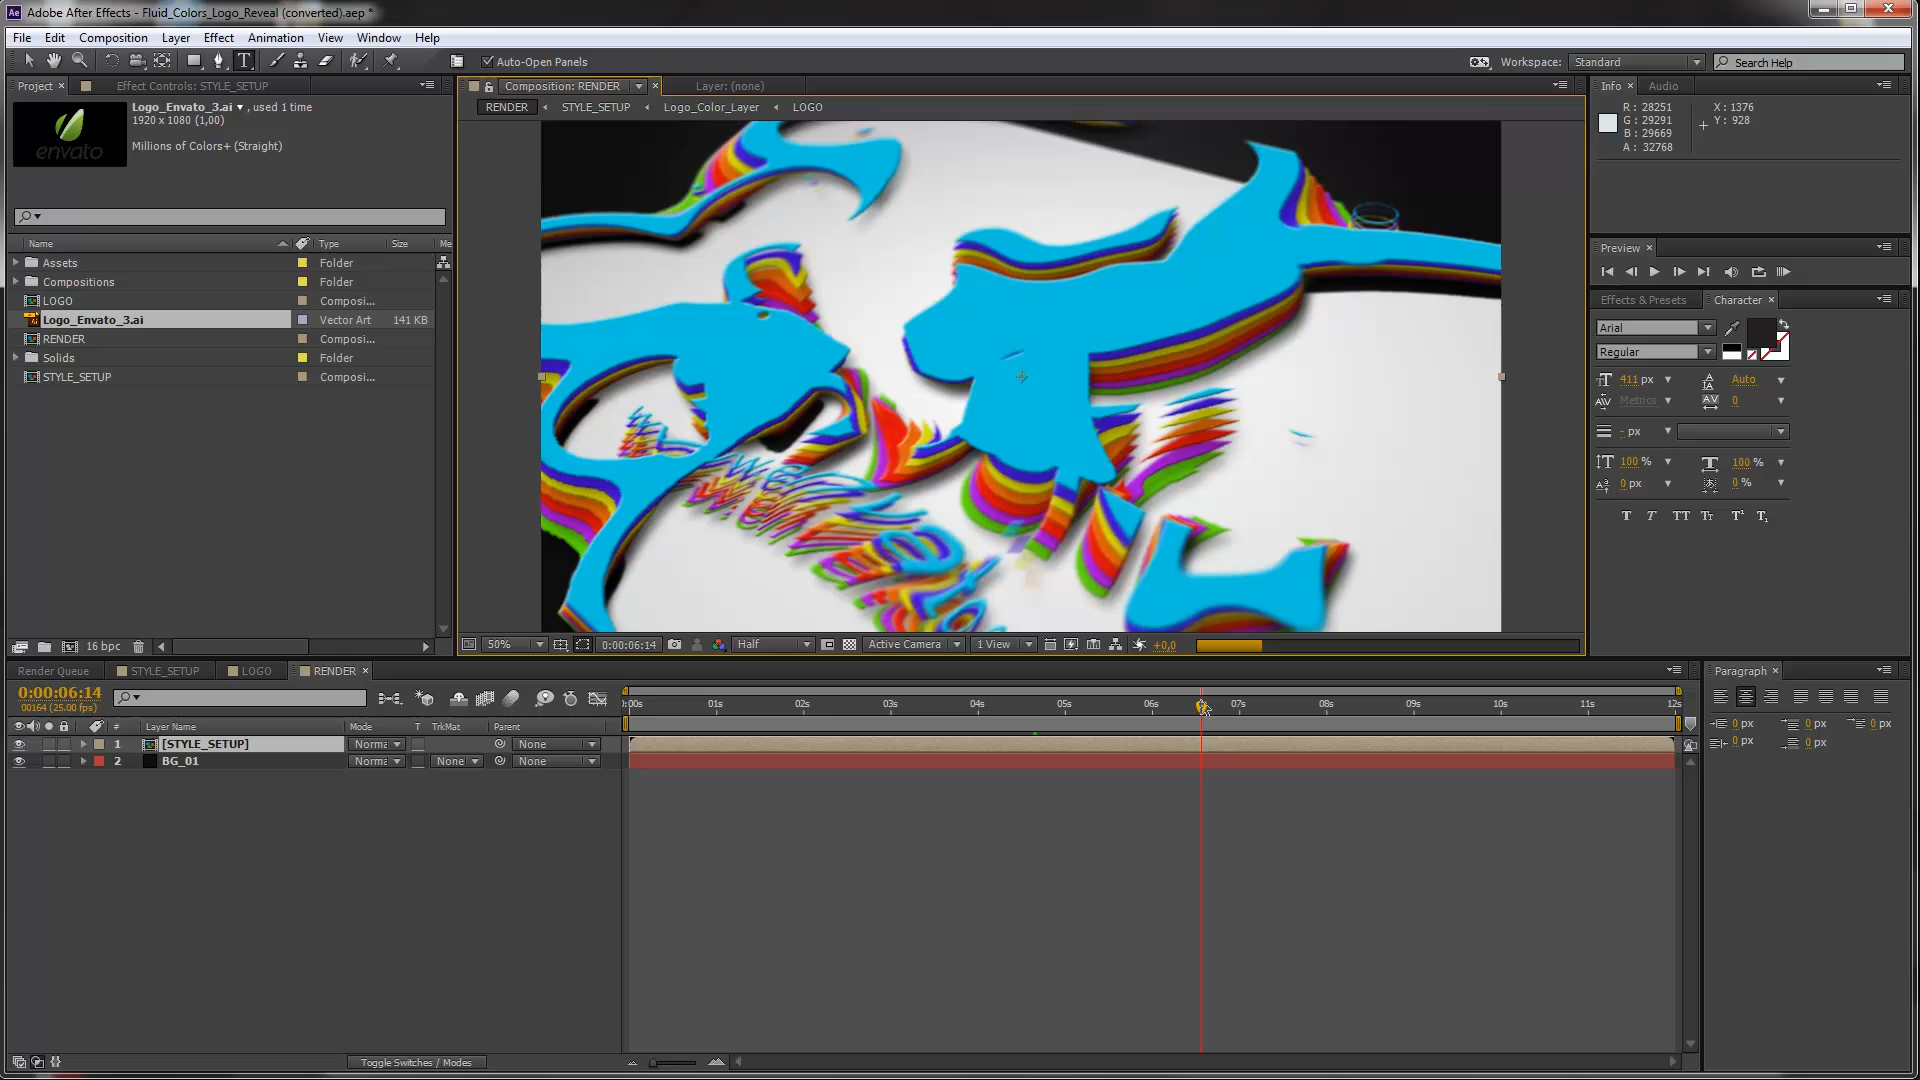 Adobe After Effects - Fluid_Colors_Logo_Reveal (converted).aep *
File Edit Composition Layer Effect Animation View Window Help
Auto-Open Panels
Workspace: Standard
Search Help
Project
Effect Controls: STYLE_SETUP
Logo_Envato_3.ai , used 1 time
1920 x 1080 (1,00)
Millions of Colors+ (Straight)
envato
Name Type Size Me
Assets Folder
Compositions Folder
LOGO Composi...
Logo_Envato_3.ai Vector Art 141 KB
RENDER Composi...
Solids Folder
STYLE_SETUP Composi...
16 bpc
Composition: RENDER
Layer: (none)
RENDER STYLE_SETUP Logo_Color_Layer LOGO
50% 0:00:06:14 Half Active Camera 1 View +0,0
Info Audio
R : 28251
G : 29291
B : 29669
A : 32768
X : 1376
Y : 928
Preview
Effects & Presets Character
Arial
Regular
411 px Auto
Metrics 0
- px
100 % 100 %
0 px 0 %
Render Queue STYLE_SETUP LOGO RENDER
0:00:06:14
00164 (25.00 fps)
# Layer Name Mode T TrkMat Parent
1 [STYLE_SETUP] Norma None
2 BG_01 Norma None None
0:00s 01s 02s 03s 04s 05s 06s 07s 08s 09s 10s 11s 12s
Toggle Switches / Modes
Paragraph
0 px 0 px 0 px
0 px 0 px